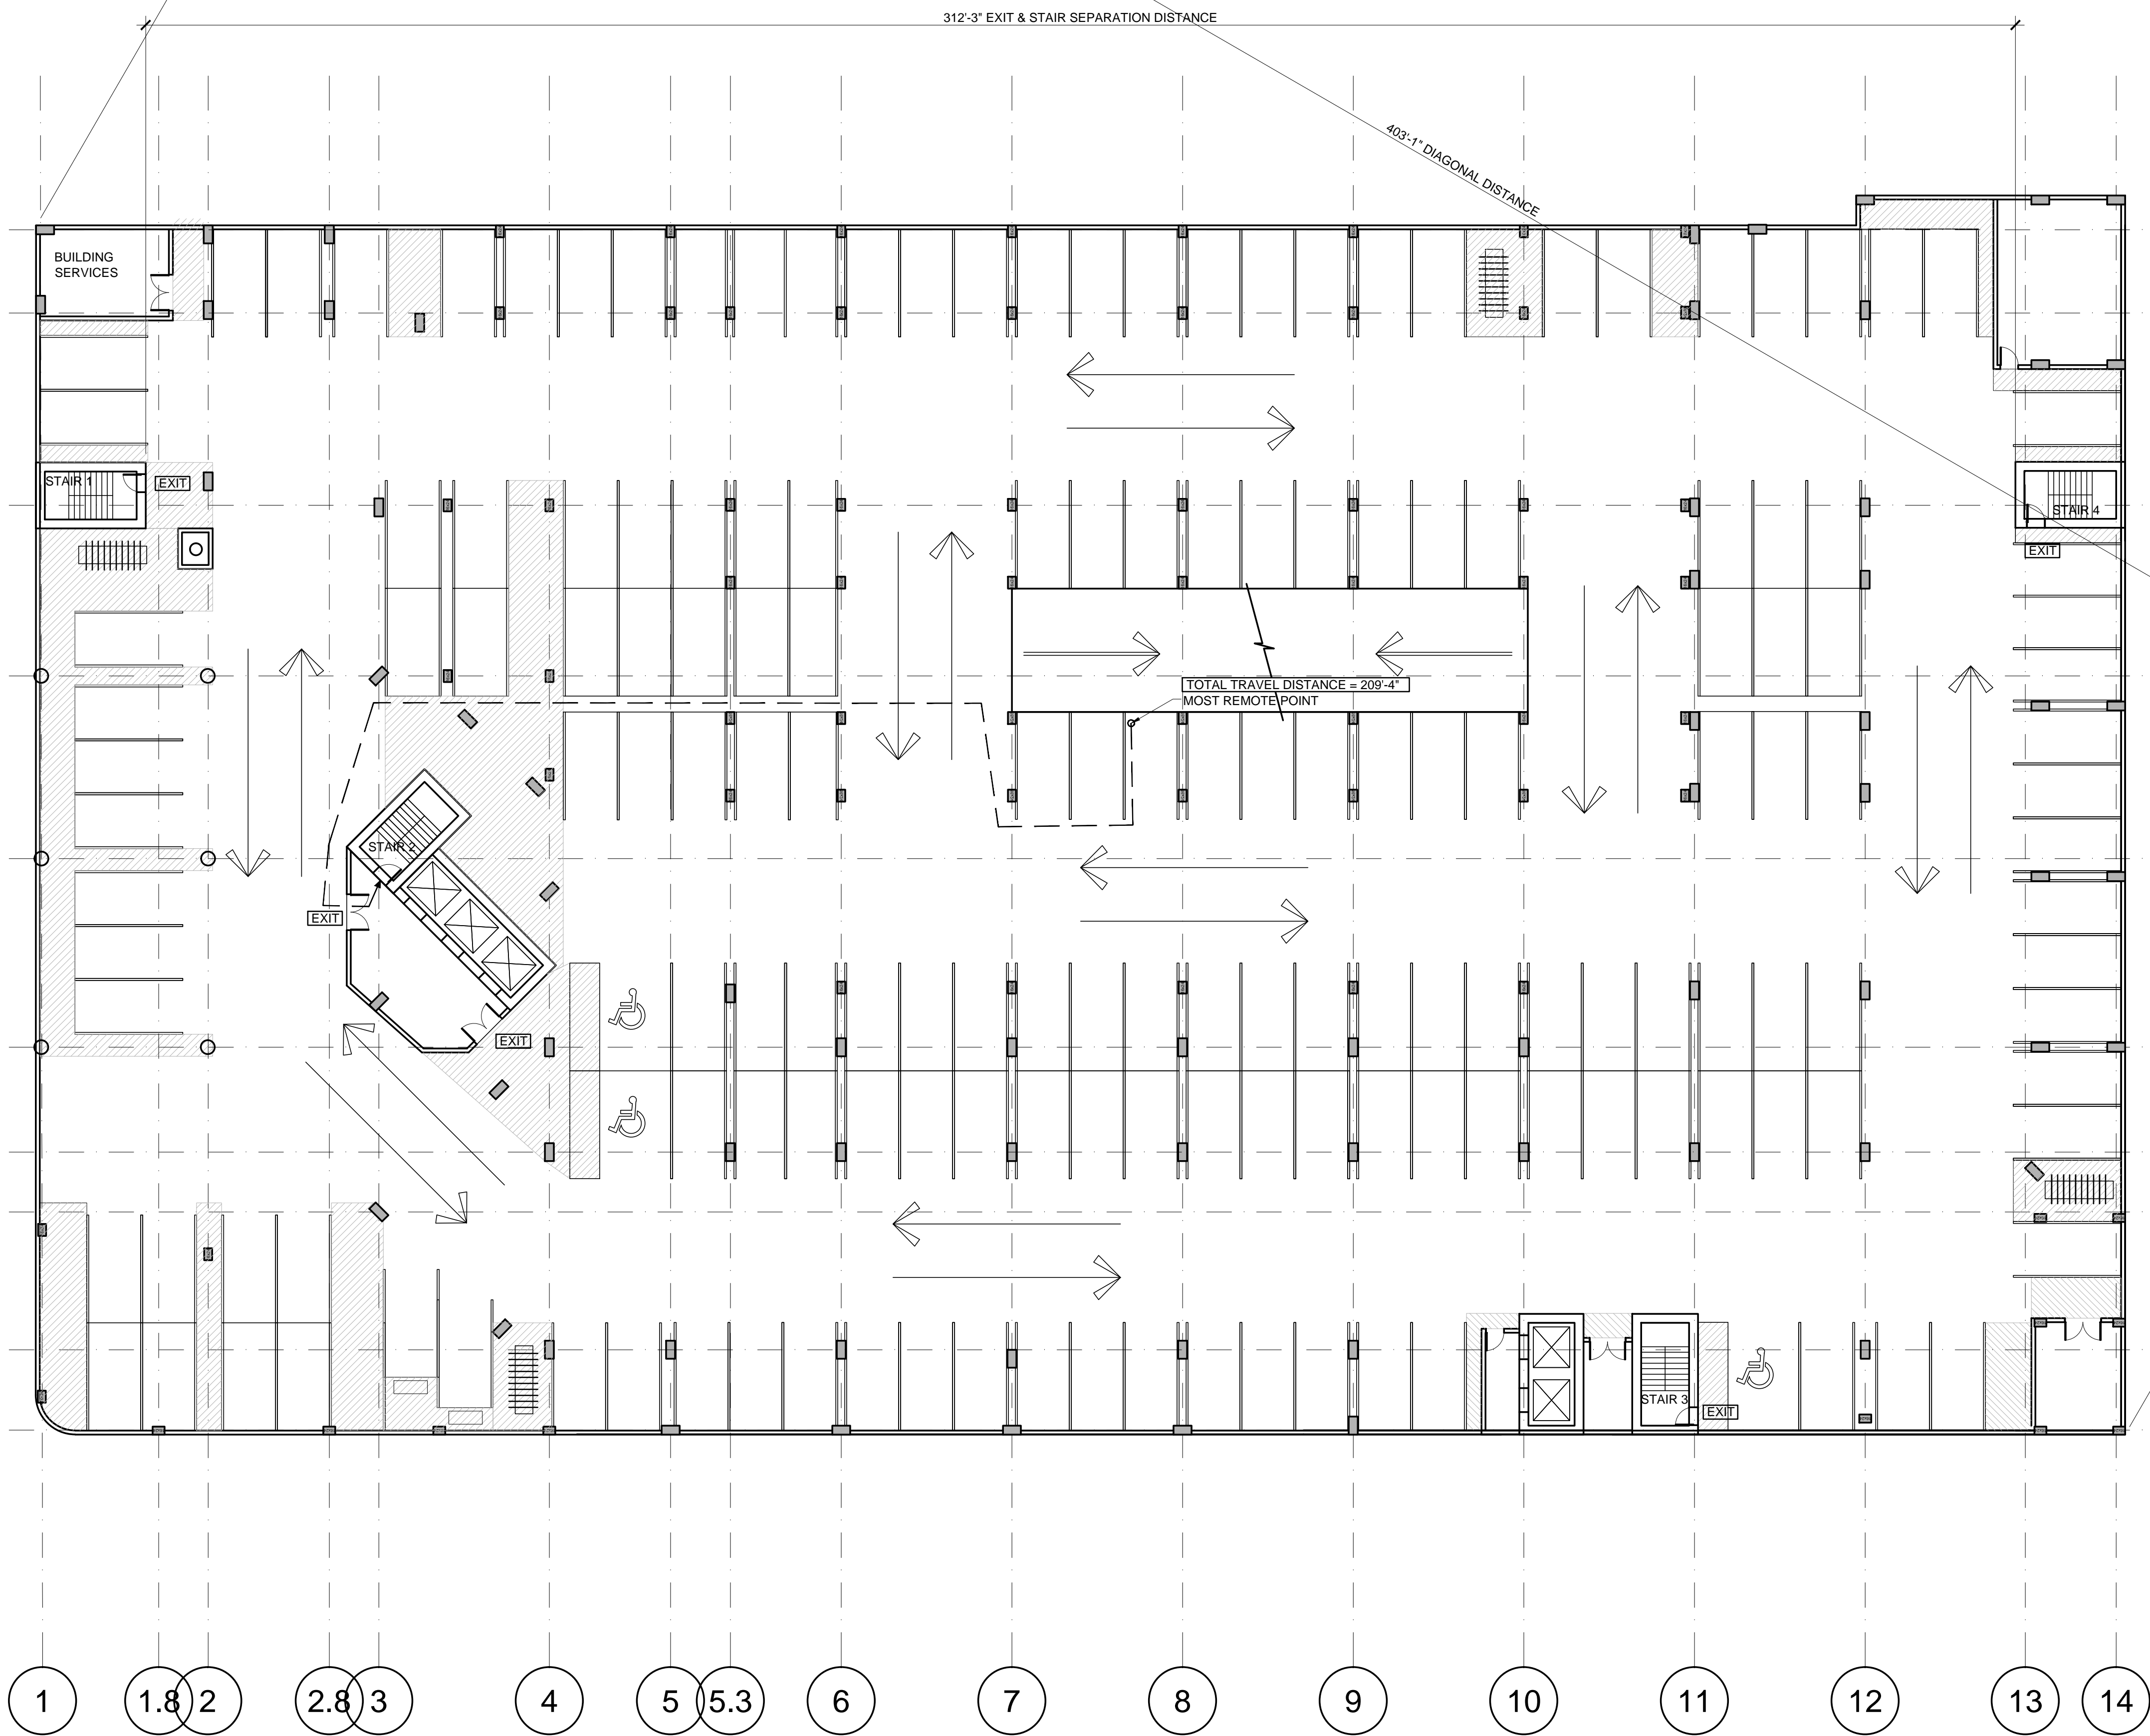 312'-3" EXIT & STAIR SEPARATION DISTANCE
403'-1" DIAGONAL DISTANCE
BUILDING
SERVICES
STAIR 1
EXIT
STAIR 4
EXIT
TOTAL TRAVEL DISTANCE = 209'-4"
MOST REMOTE POINT
STAIR 2
EXIT
EXIT
STAIR 3
EXIT
1 1.8 2 2.8 3 4 5 5.3 6 7 8 9 10 11 12 13 14